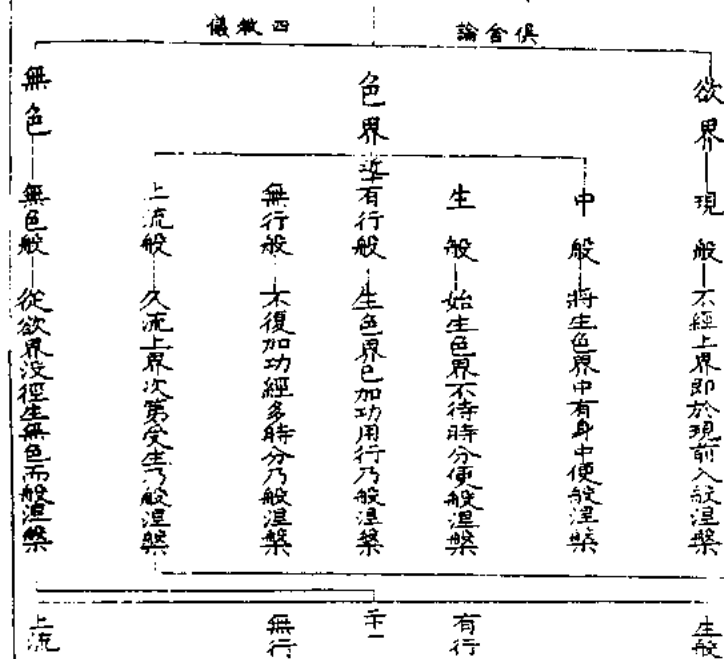 俱舍論
四教儀
欲界
現般
不經上界即於現前入般涅槃
色界
中般
將生色界中有身中便般涅槃
生般
始生色界不待時分便般涅槃
有行般
生色界已加功用行乃般涅槃
無行般
不復加功經多時分乃般涅槃
上流般
久流上界次第受生乃般涅槃
無色
無色般
從欲界没徑生無色而般涅槃
生般
有行
無行
上流